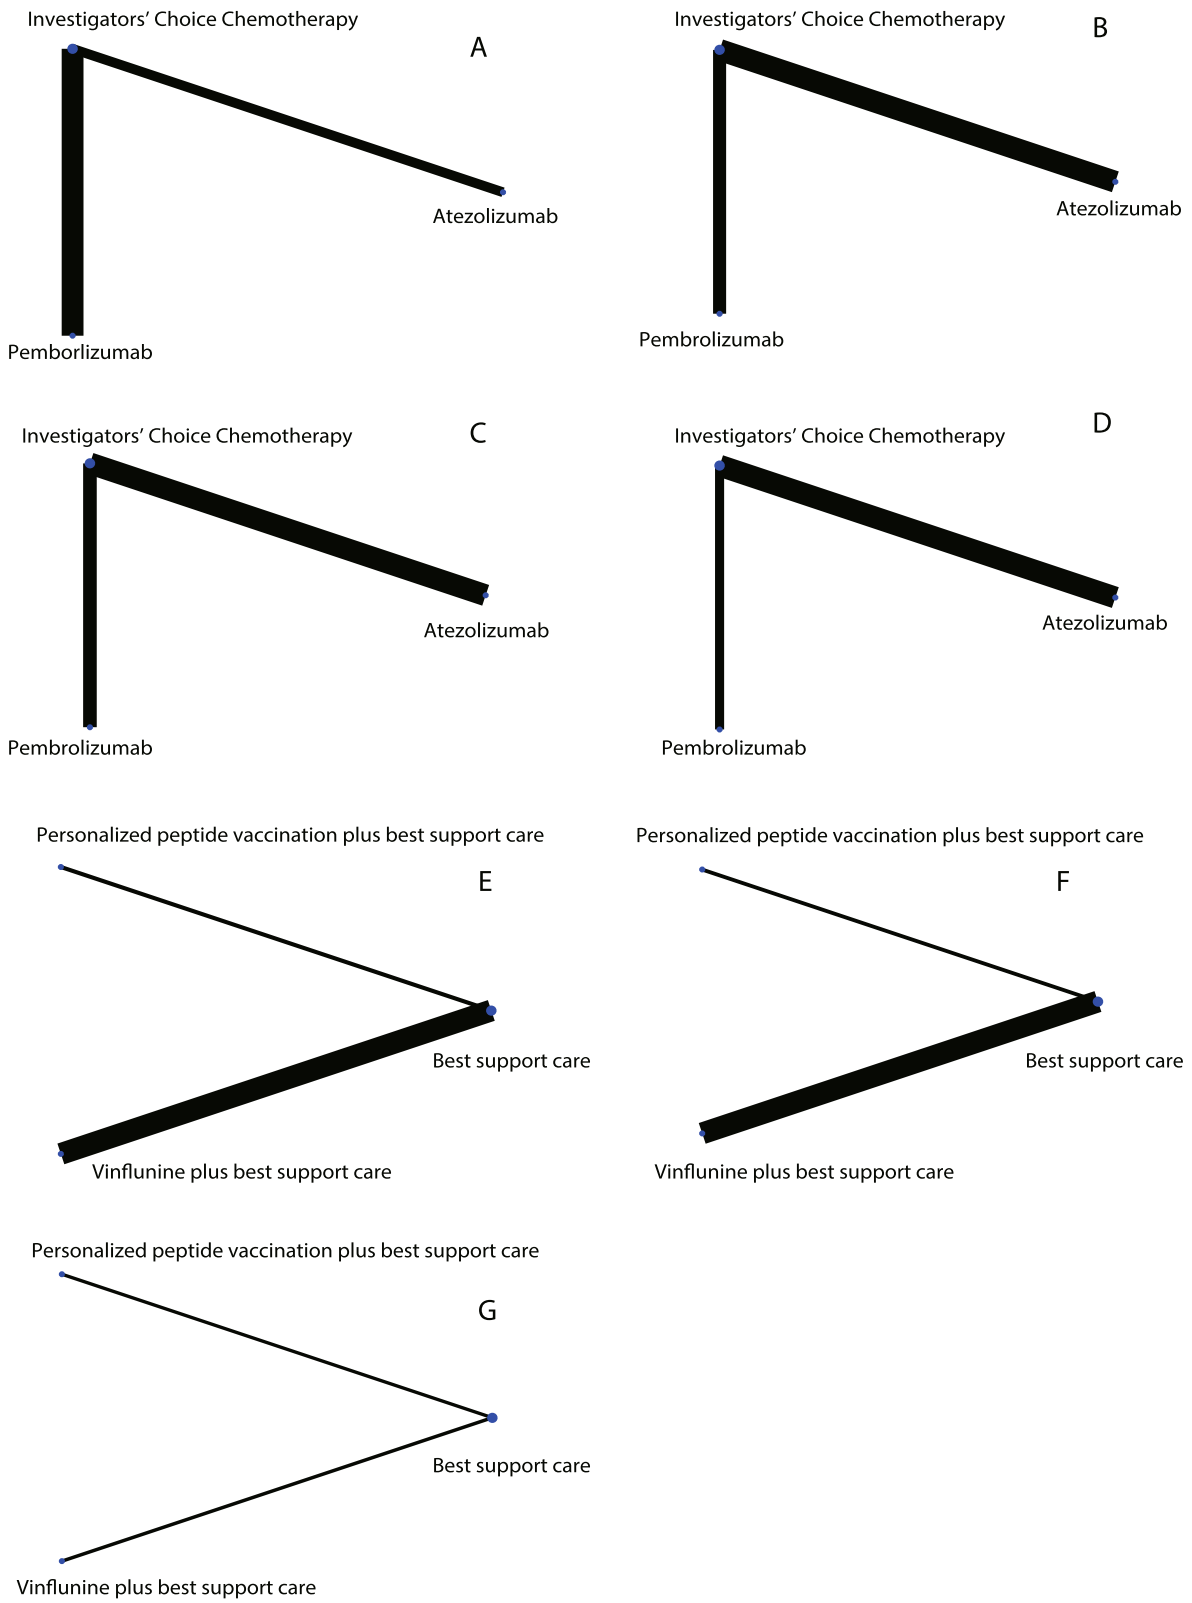 Investigators’ Choice Chemotherapy
A
Atezolizumab
Pemborlizumab
Investigators’ Choice Chemotherapy
B
Atezolizumab
Pembrolizumab
Investigators’ Choice Chemotherapy
C
Atezolizumab
Pembrolizumab
Investigators’ Choice Chemotherapy
D
Atezolizumab
Pembrolizumab
Personalized peptide vaccination plus best support care
E
Best support care
Vinflunine plus best support care
Personalized peptide vaccination plus best support care
F
Best support care
Vinflunine plus best support care
Personalized peptide vaccination plus best support care
G
Best support care
Vinflunine plus best support care